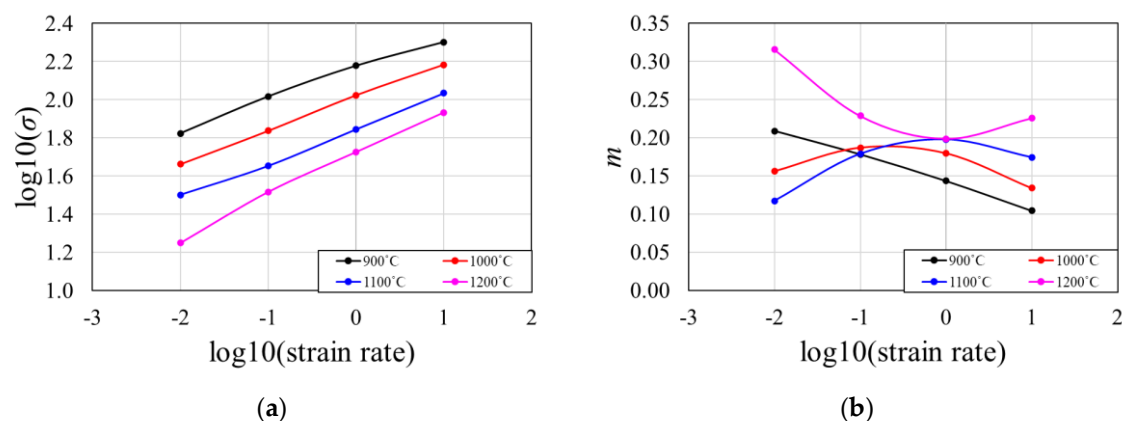 2.4
2.2
2.0
1.8
1.6
1.4
1.2
1.0
log10(σ)
900˚C 1000˚C
1100˚C 1200˚C
-3 -2 -1 0 1 2
log10(strain rate)
(a)
0.35
0.30
0.25
0.20
0.15
0.10
0.05
0.00
m
900˚C 1000˚C
1100˚C 1200˚C
-3 -2 -1 0 1 2
log10(strain rate)
(b)